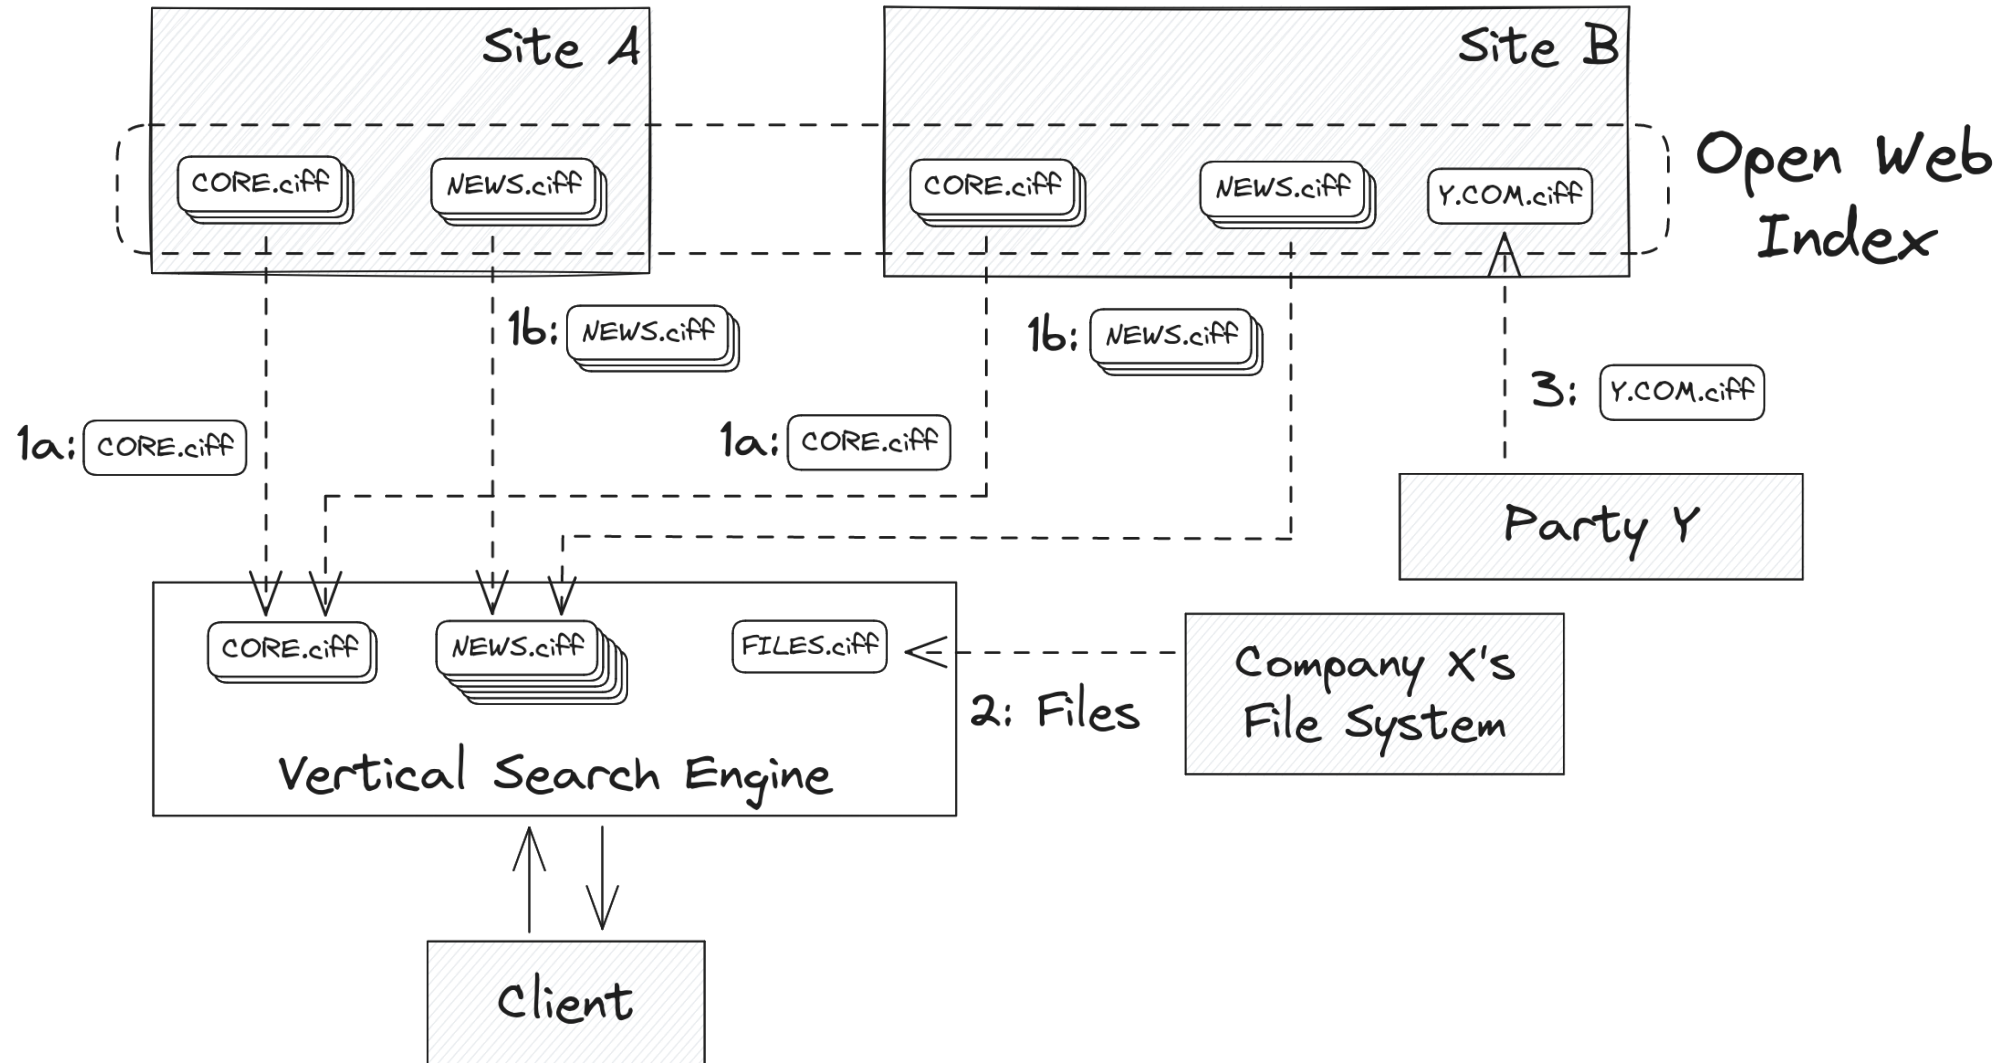 Site A
Site B
CORE.ciff
NEWS.ciff
CORE.ciff
NEWS.ciff
Y.COM.ciff
Open Web
Index
1b: NEWS.ciff
1b: NEWS.ciff
1a: CORE.ciff
1a: CORE.ciff
3: Y.COM.ciff
Party Y
CORE.ciff
NEWS.ciff
FILES.ciff
2: Files
Company X's
File System
Vertical Search Engine
Client